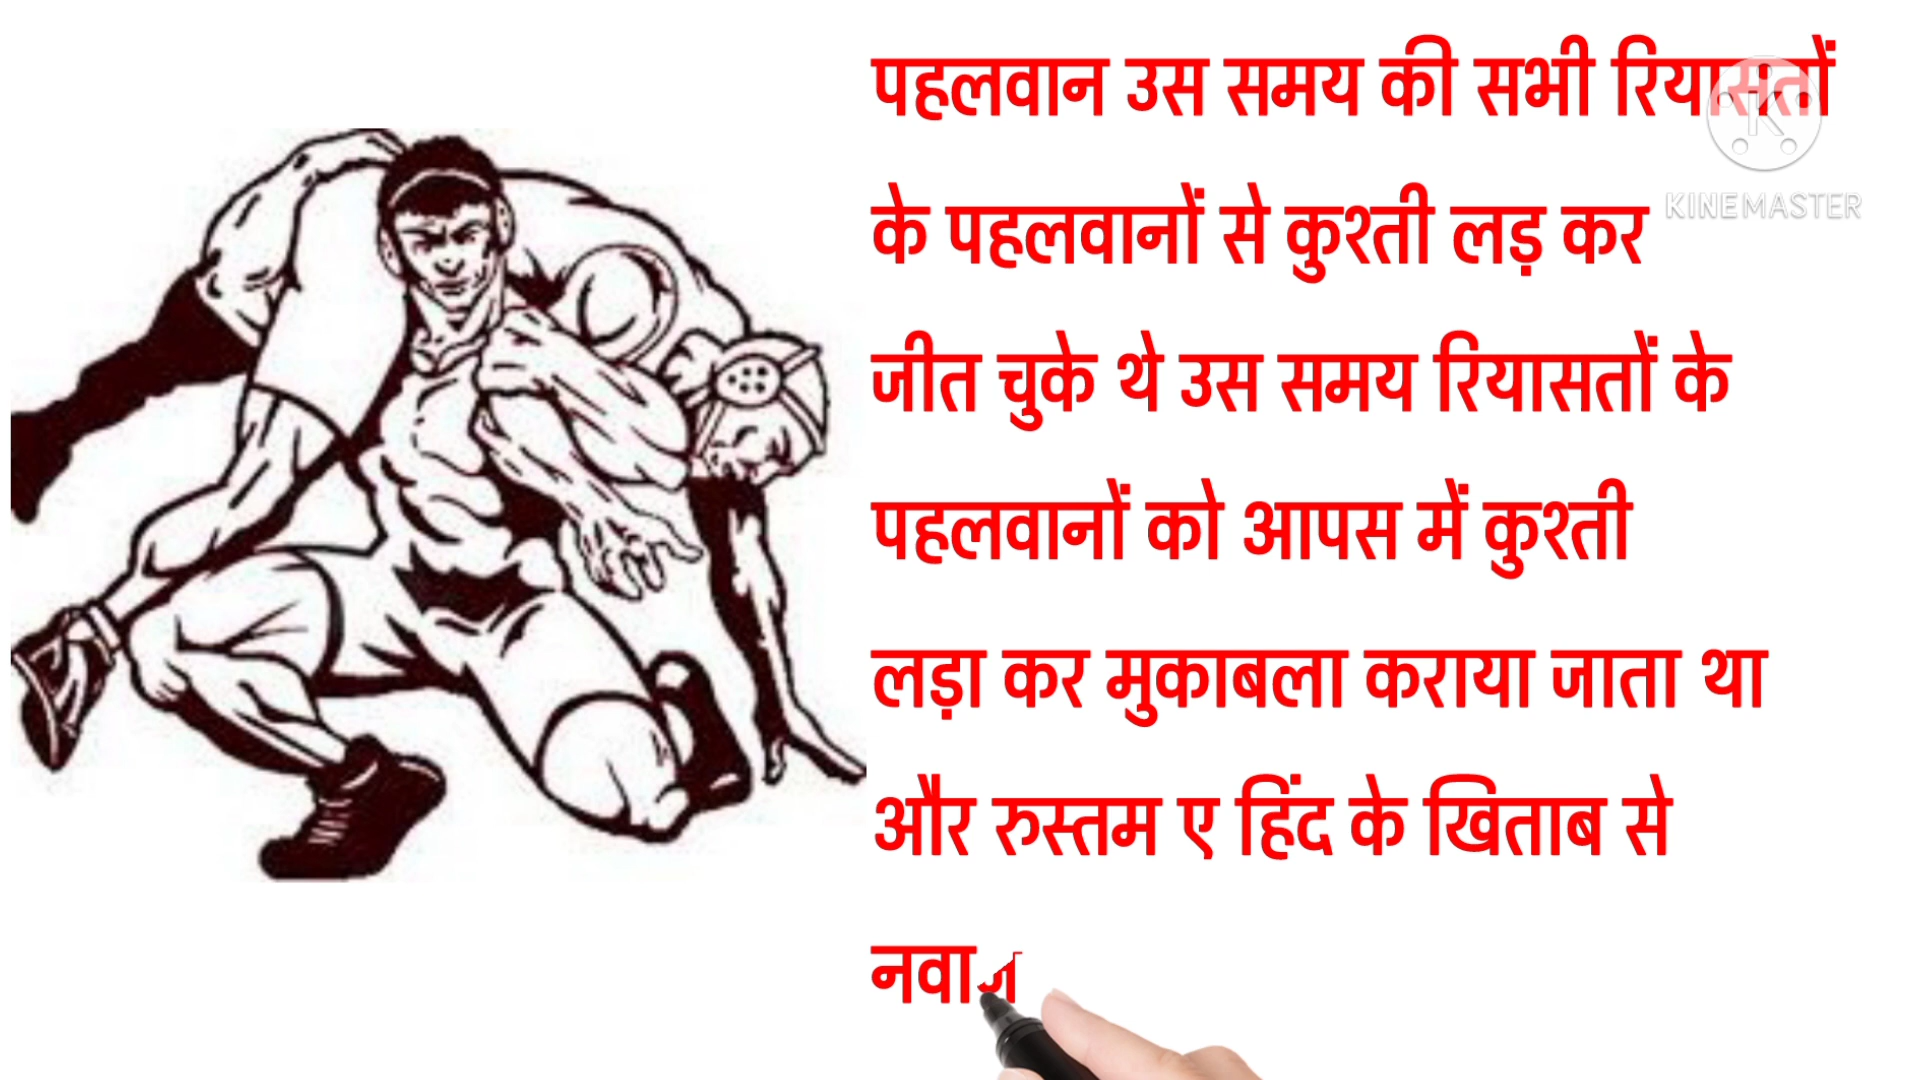 पहलवान उस समय की सभी रियासतों
के पहलवानों से कुश्ती लड़ कर
KINEMASTER
जीत चुके थे उस समय रियासतों के
पहलवानों को आपस में कुश्ती
लड़ा कर मुकाबला कराया जाता था
और रुस्तम ए हिंद के खिताब से